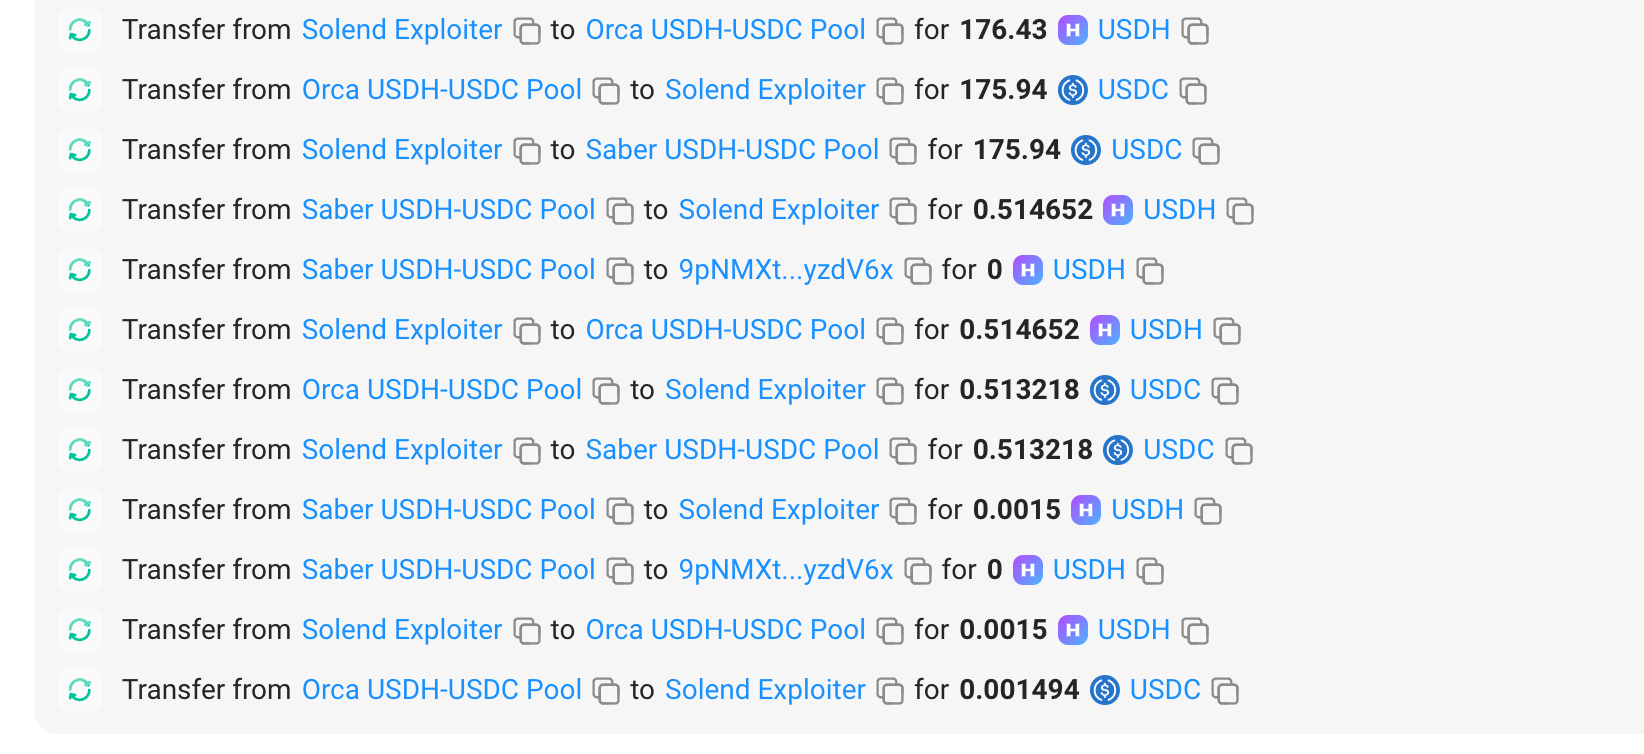 Transfer from Solend Exploiter to Orca USDH-USDC Pool for 176.43 H USDH
Transfer from Orca USDH-USDC Pool to Solend Exploiter for 175.94 $ USDC
Transfer from Solend Exploiter to Saber USDH-USDC Pool for 175.94 $ USDC
Transfer from Saber USDH-USDC Pool to Solend Exploiter for 0.514652 H USDH
Transfer from Saber USDH-USDC Pool to 9pNMXt...yzdV6x for 0 H USDH
Transfer from Solend Exploiter to Orca USDH-USDC Pool for 0.514652 H USDH
Transfer from Orca USDH-USDC Pool to Solend Exploiter for 0.513218 $ USDC
Transfer from Solend Exploiter to Saber USDH-USDC Pool for 0.513218 $ USDC
Transfer from Saber USDH-USDC Pool to Solend Exploiter for 0.0015 H USDH
Transfer from Saber USDH-USDC Pool to 9pNMXt...yzdV6x for 0 H USDH
Transfer from Solend Exploiter to Orca USDH-USDC Pool for 0.0015 H USDH
Transfer from Orca USDH-USDC Pool to Solend Exploiter for 0.001494 $ USDC